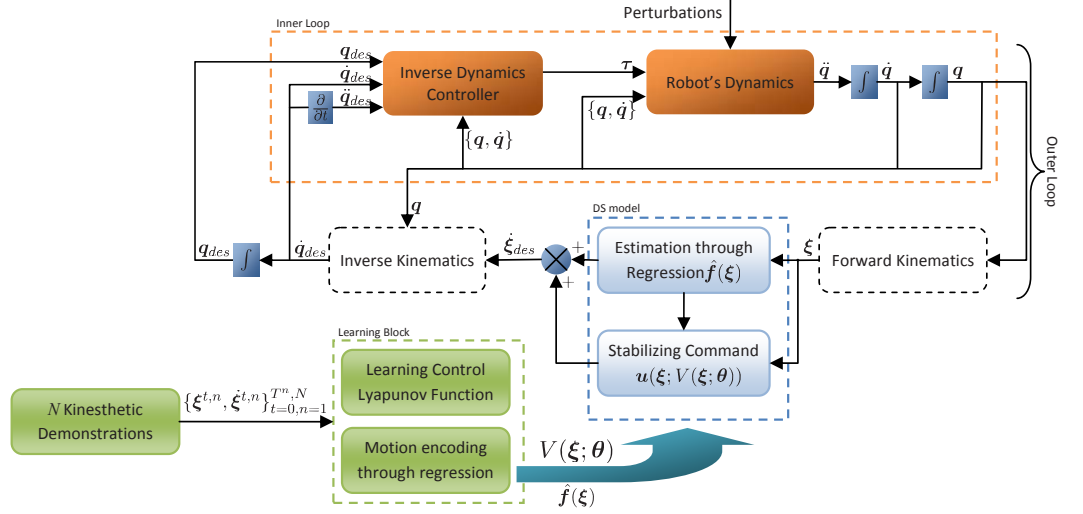 Perturbations
Inner Loop
q_des
q̇_des
q̈_des
∂/∂t
Inverse Dynamics
Controller
τ
{q, q̇}
Robot's Dynamics
q̈
∫
q̇
∫
q
{q, q̇}
Outer Loop
q
DS model
q_des
∫
q̇_des
Inverse Kinematics
ξ̇_des
+
+
Estimation through
Regression f̂(ξ)
ξ
Forward Kinematics
Stabilizing Command
u(ξ; V(ξ; θ))
Learning Block
Learning Control
Lyapunov Function
N Kinesthetic
Demonstrations
{ξ^{t,n}, ξ̇^{t,n}}_{t=0,n=1}^{T^n,N}
Motion encoding
through regression
V(ξ; θ)
f̂(ξ)